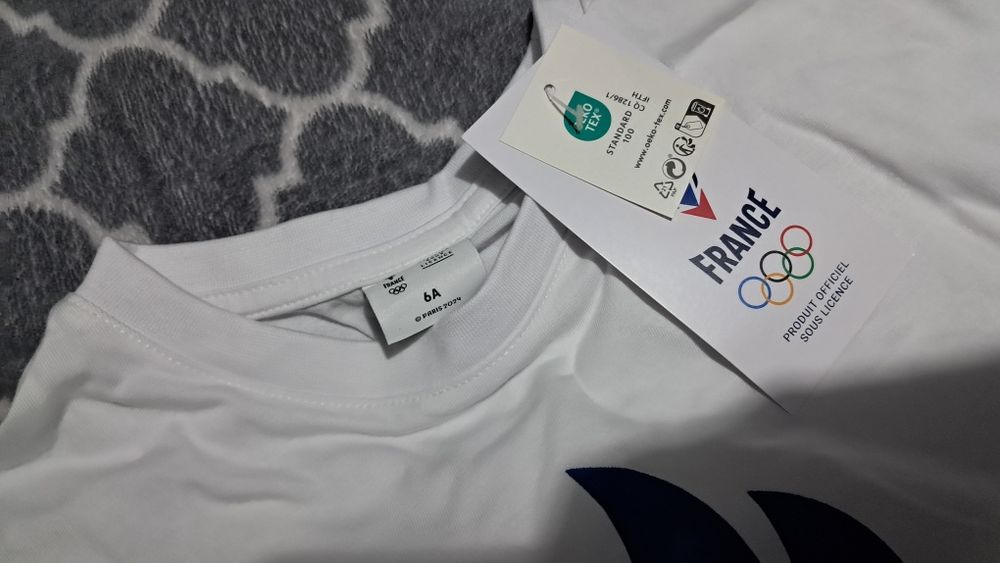 OEKO
TEX®
STANDARD
100
CQ 1286/1
IFTH
www.oeko-tex.com
FRANCE
PRODUIT OFFICIEL
SOUS LICENCE
FRANCE
6A
© PARIS 2024